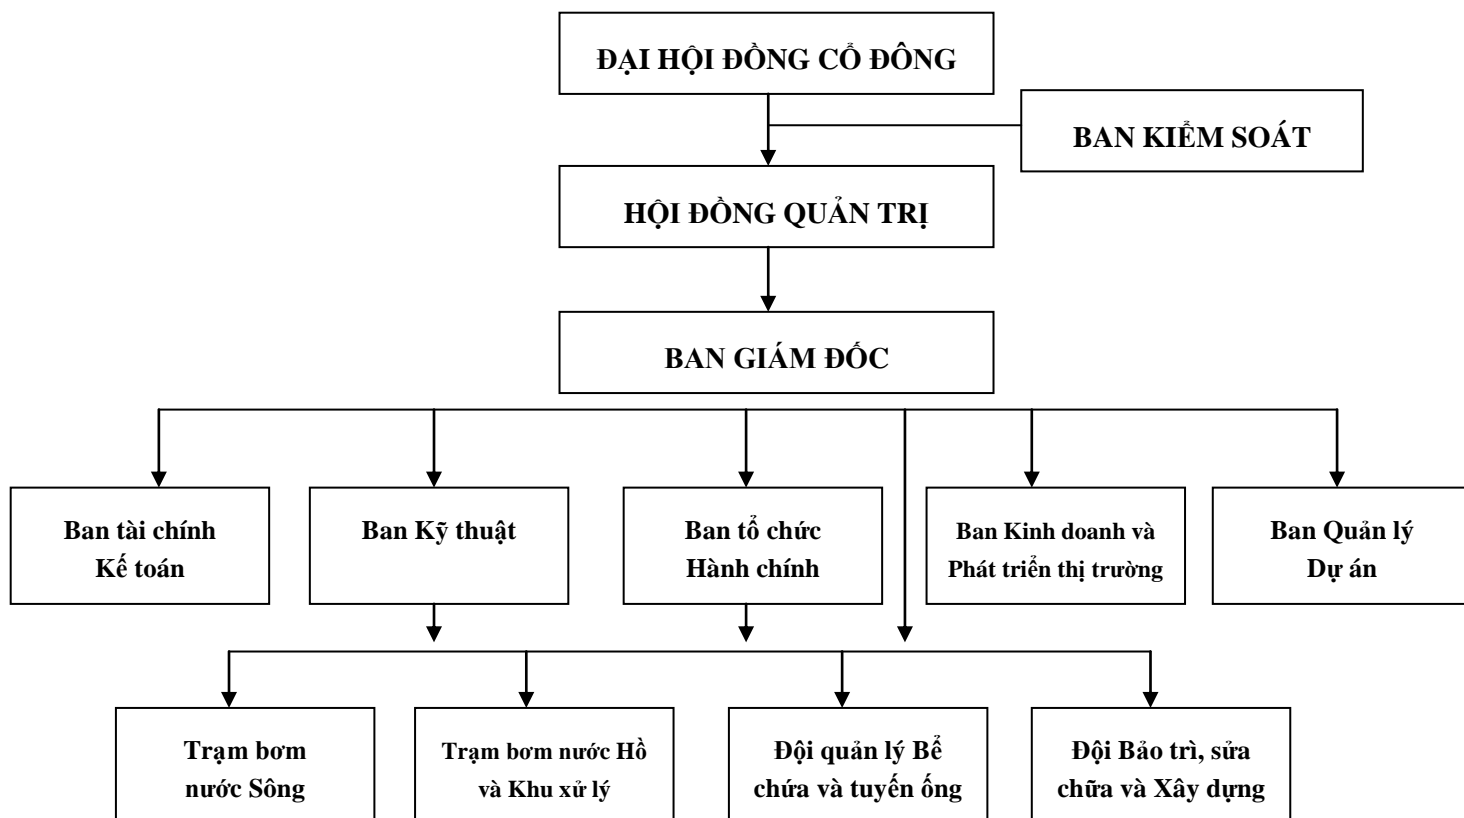 ĐẠI HỘI ĐỒNG CỔ ĐÔNG
BAN KIỂM SOÁT
HỘI ĐỒNG QUẢN TRỊ
BAN GIÁM ĐỐC
Ban tài chính
Kế toán
Ban Kỹ thuật
Ban tổ chức
Hành chính
Ban Kinh doanh và
Phát triển thị trường
Ban Quản lý
Dự án
Trạm bơm
nước Sông
Trạm bơm nước Hồ
và Khu xử lý
Đội quản lý Bể
chứa và tuyến ống
Đội Bảo trì, sửa
chữa và Xây dựng